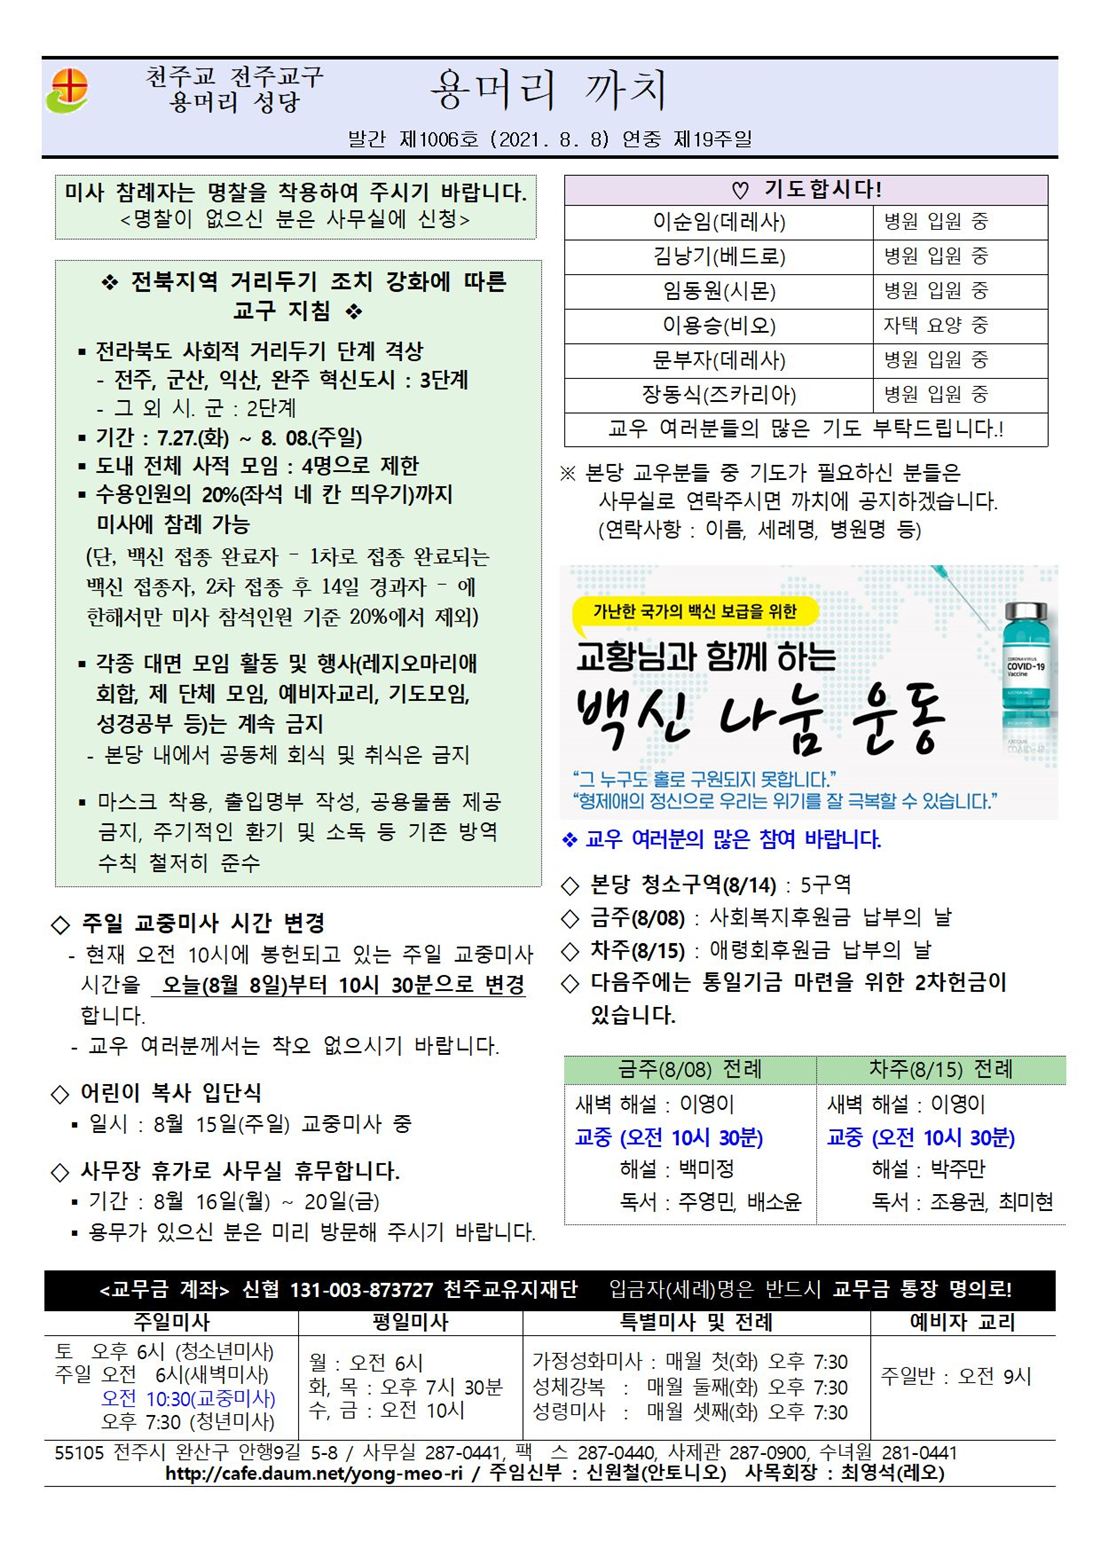 천주교 전주교구
용머리 성당
용머리 까치
발간 제1006호 (2021. 8. 8) 연중 제19주일
미사 참례자는 명찰을 착용하여 주시기 바랍니다.
<명찰이 없으신 분은 사무실에 신청>
❖ 전북지역 거리두기 조치 강화에 따른
교구 지침 ❖
▪ 전라북도 사회적 거리두기 단계 격상
- 전주, 군산, 익산, 완주 혁신도시 : 3단계
- 그 외 시. 군 : 2단계
▪ 기간 : 7.27.(화) ~ 8. 08.(주일)
▪ 도내 전체 사적 모임 : 4명으로 제한
▪ 수용인원의 20%(좌석 네 칸 띄우기)까지
미사에 참례 가능
(단, 백신 접종 완료자 - 1차로 접종 완료되는
백신 접종자, 2차 접종 후 14일 경과자 - 에
한해서만 미사 참석인원 기준 20%에서 제외)
▪ 각종 대면 모임 활동 및 행사(레지오마리애
회합, 제 단체 모임, 예비자교리, 기도모임,
성경공부 등)는 계속 금지
- 본당 내에서 공동체 회식 및 취식은 금지
▪ 마스크 착용, 출입명부 작성, 공용물품 제공
금지, 주기적인 환기 및 소독 등 기존 방역
수칙 철저히 준수
◇ 주일 교중미사 시간 변경
- 현재 오전 10시에 봉헌되고 있는 주일 교중미사
시간을 오늘(8월 8일)부터 10시 30분으로 변경
합니다.
- 교우 여러분께서는 착오 없으시기 바랍니다.
◇ 어린이 복사 입단식
▪ 일시 : 8월 15일(주일) 교중미사 중
◇ 사무장 휴가로 사무실 휴무합니다.
▪ 기간 : 8월 16일(월) ~ 20일(금)
▪ 용무가 있으신 분은 미리 방문해 주시기 바랍니다.
♡ 기도합시다!
이순임(데레사) 병원 입원 중
김낭기(베드로) 병원 입원 중
임동원(시몬) 병원 입원 중
이용승(비오) 자택 요양 중
문부자(데레사) 병원 입원 중
장동식(즈카리아) 병원 입원 중
교우 여러분들의 많은 기도 부탁드립니다.!
※ 본당 교우분들 중 기도가 필요하신 분들은
사무실로 연락주시면 까치에 공지하겠습니다.
(연락사항 : 이름, 세례명, 병원명 등)
가난한 국가의 백신 보급을 위한
교황님과 함께 하는
백신 나눔 운동
CORONAVIRUS
COVID-19
Vaccine
“그 누구도 홀로 구원되지 못합니다.”
“형제애의 정신으로 우리는 위기를 잘 극복할 수 있습니다.”
❖ 교우 여러분의 많은 참여 바랍니다.
◇ 본당 청소구역(8/14) : 5구역
◇ 금주(8/08) : 사회복지후원금 납부의 날
◇ 차주(8/15) : 애령회후원금 납부의 날
◇ 다음주에는 통일기금 마련을 위한 2차헌금이
있습니다.
금주(8/08) 전례 차주(8/15) 전례
새벽 해설 : 이영이 새벽 해설 : 이영이
교중 (오전 10시 30분) 교중 (오전 10시 30분)
해설 : 백미정 해설 : 박주만
독서 : 주영민, 배소윤 독서 : 조용권, 최미현
<교무금 계좌> 신협 131-003-873727 천주교유지재단 입금자(세례)명은 반드시 교무금 통장 명의로!
주일미사 평일미사 특별미사 및 전례 예비자 교리
토 오후 6시 (청소년미사)
주일 오전 6시(새벽미사)
오전 10:30(교중미사)
오후 7:30 (청년미사)
월 : 오전 6시
화, 목 : 오후 7시 30분
수, 금 : 오전 10시
가정성화미사 : 매월 첫(화) 오후 7:30
성체강복 : 매월 둘째(화) 오후 7:30
성령미사 : 매월 셋째(화) 오후 7:30
주일반 : 오전 9시
55105 전주시 완산구 안행9길 5-8 / 사무실 287-0441, 팩 스 287-0440, 사제관 287-0900, 수녀원 281-0441
http://cafe.daum.net/yong-meo-ri / 주임신부 : 신원철(안토니오) 사목회장 : 최영석(레오)